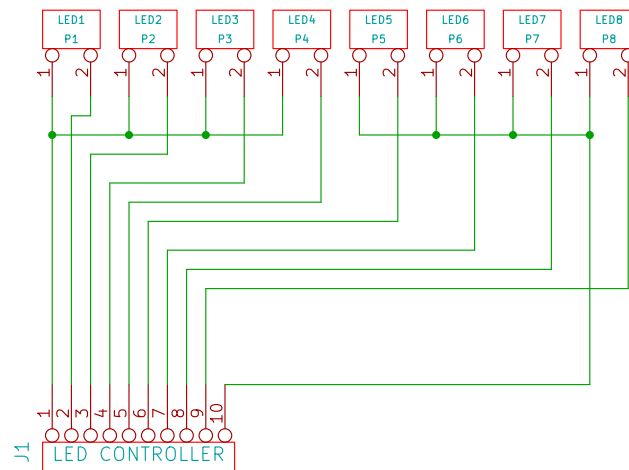 LED1 LED2 LED3 LED4 LED5 LED6 LED7 LED8
P1 P2 P3 P4 P5 P6 P7 P8
1 2 1 2 1 2 1 2 1 2 1 2 1 2 1 2
1 2 3 4 5 6 7 8 9 10
J1
LED CONTROLLER